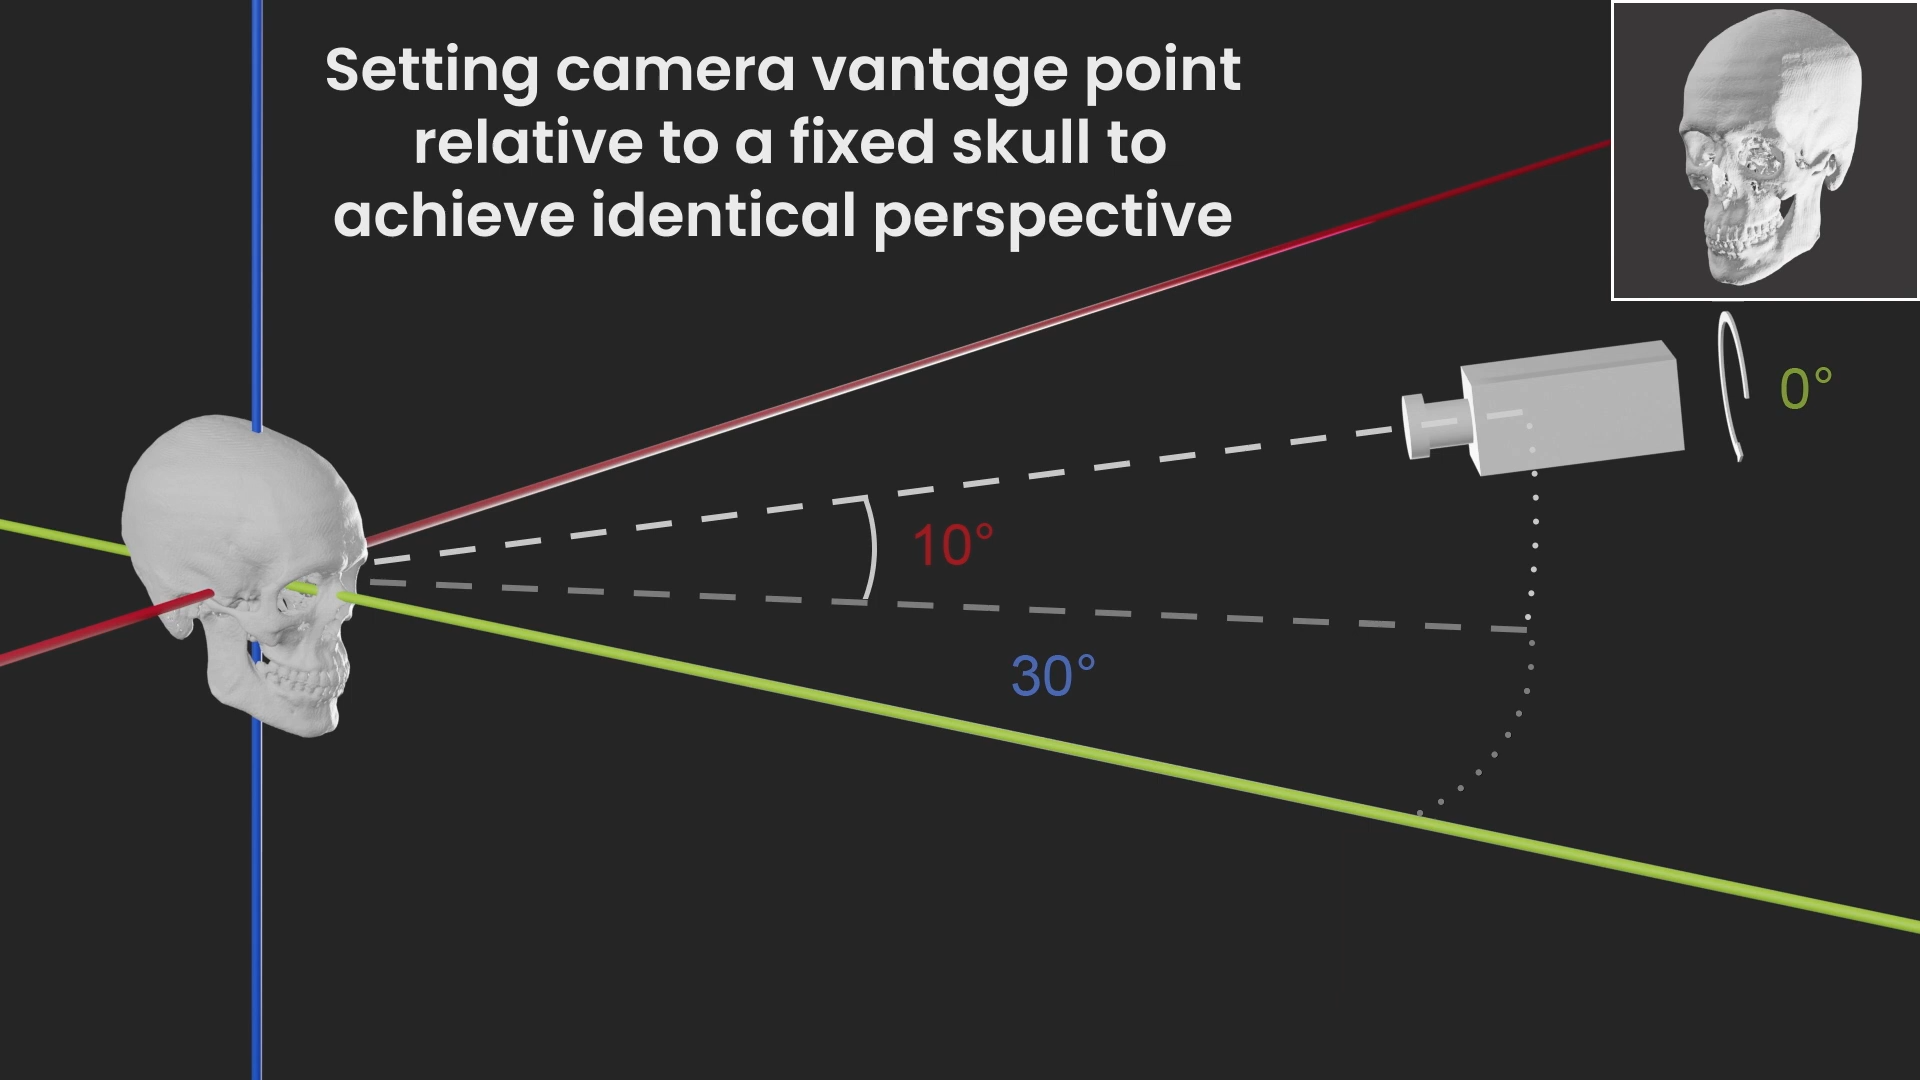 Setting camera vantage point
relative to a fixed skull to
achieve identical perspective
0°
10°
30°